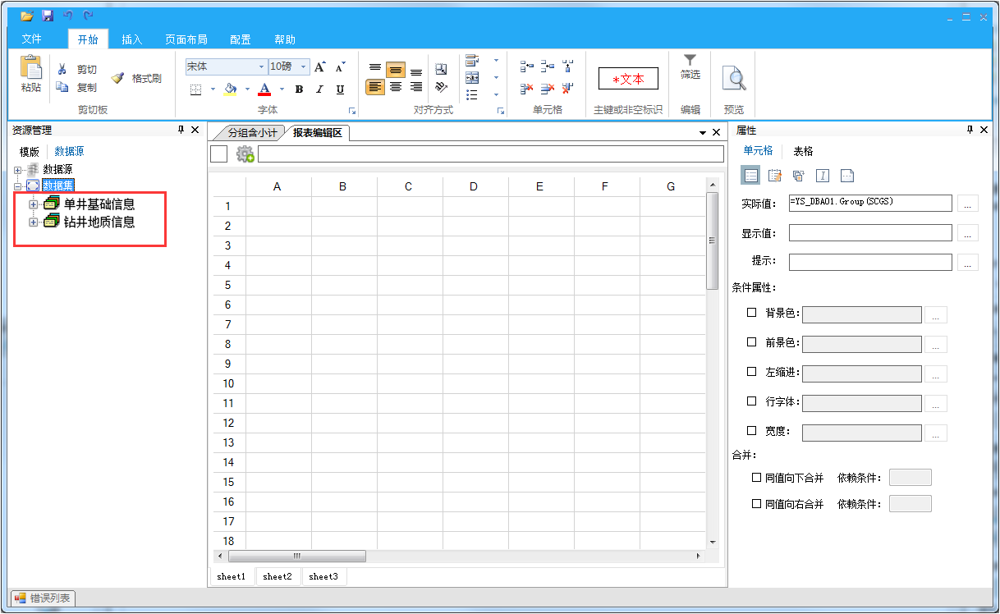 文件 开始 插入 页面布局 配置 帮助
粘贴 剪切 复制 格式刷
剪切板
宋体 10磅 A A
A B I U
字体
对齐方式
单元格
*文本
主键或非空标识
筛选
编辑
预览
资源管理
模版 数据源
数据源
数据集
单井基础信息
钻井地质信息
分组含小计 报表编辑区
A B C D E F G
1
2
3
4
5
6
7
8
9
10
11
12
13
14
15
16
17
18
sheet1 sheet2 sheet3
属性
单元格 表格
实际值: =YS_DBA01.Group(SCGS) ...
显示值: ...
提示: ...
条件属性:
背景色: ...
前景色: ...
左缩进: ...
行字体: ...
宽度: ...
合并:
同值向下合并 依赖条件:
同值向右合并 依赖条件:
错误列表